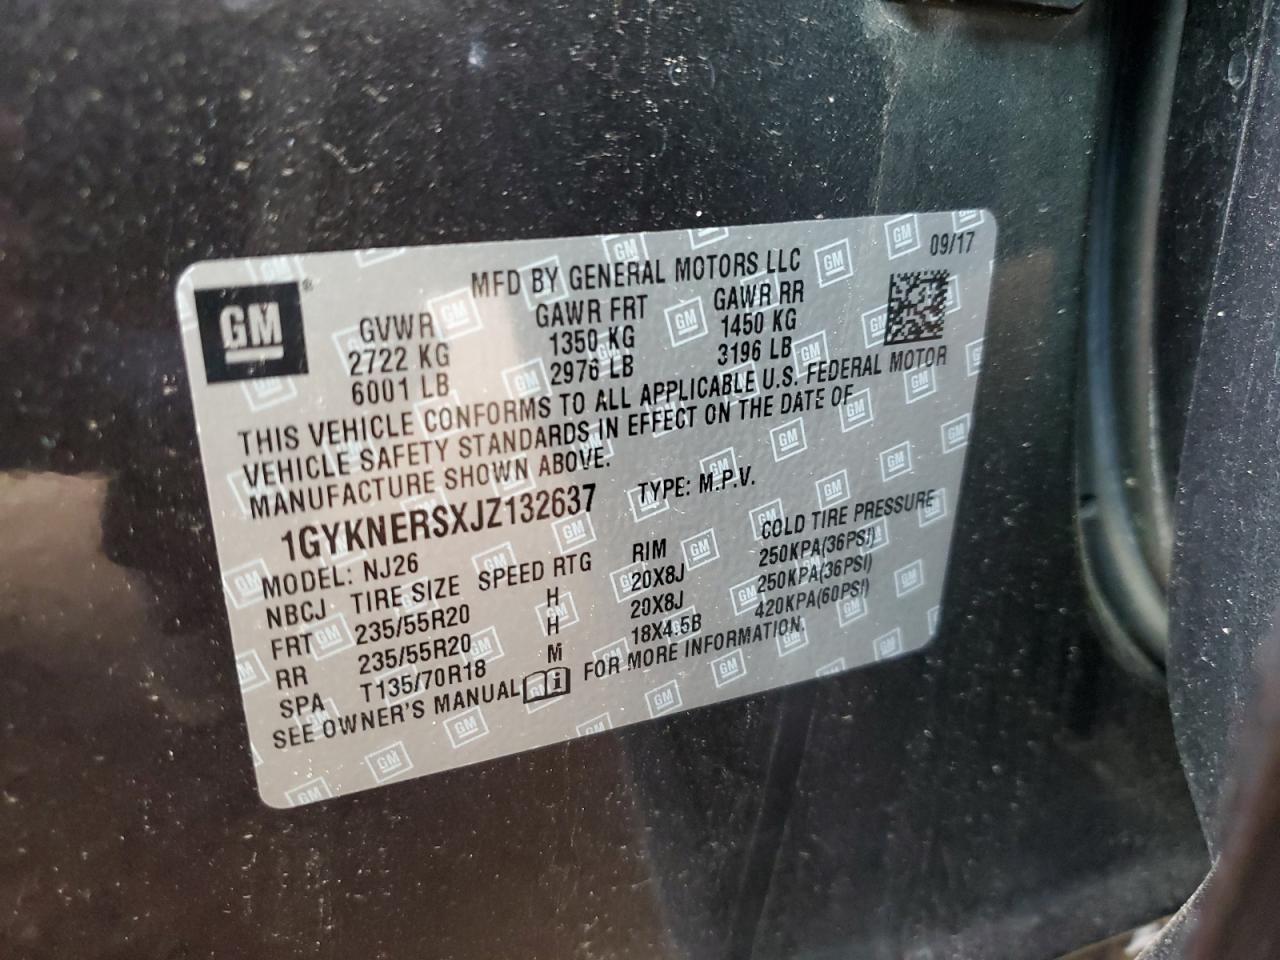 09/17
MFD BY GENERAL MOTORS LLC
GM
GVWR GAWR FRT GAWR RR
2722 KG 1350 KG 1450 KG
6001 LB 2976 LB 3196 LB
THIS VEHICLE CONFORMS TO ALL APPLICABLE U.S. FEDERAL MOTOR
VEHICLE SAFETY STANDARDS IN EFFECT ON THE DATE OF
MANUFACTURE SHOWN ABOVE.
1GYKNERSXJZ132637 TYPE: M.P.V.
MODEL: NJ26
NBCJ TIRE SIZE SPEED RTG RIM COLD TIRE PRESSURE
FRT 235/55R20 H 20X8J 250KPA(36PSI)
RR 235/55R20 H 20X8J 250KPA(36PSI)
SPA T135/70R18 M 18X4.5B 420KPA(60PSI)
SEE OWNER'S MANUAL FOR MORE INFORMATION.